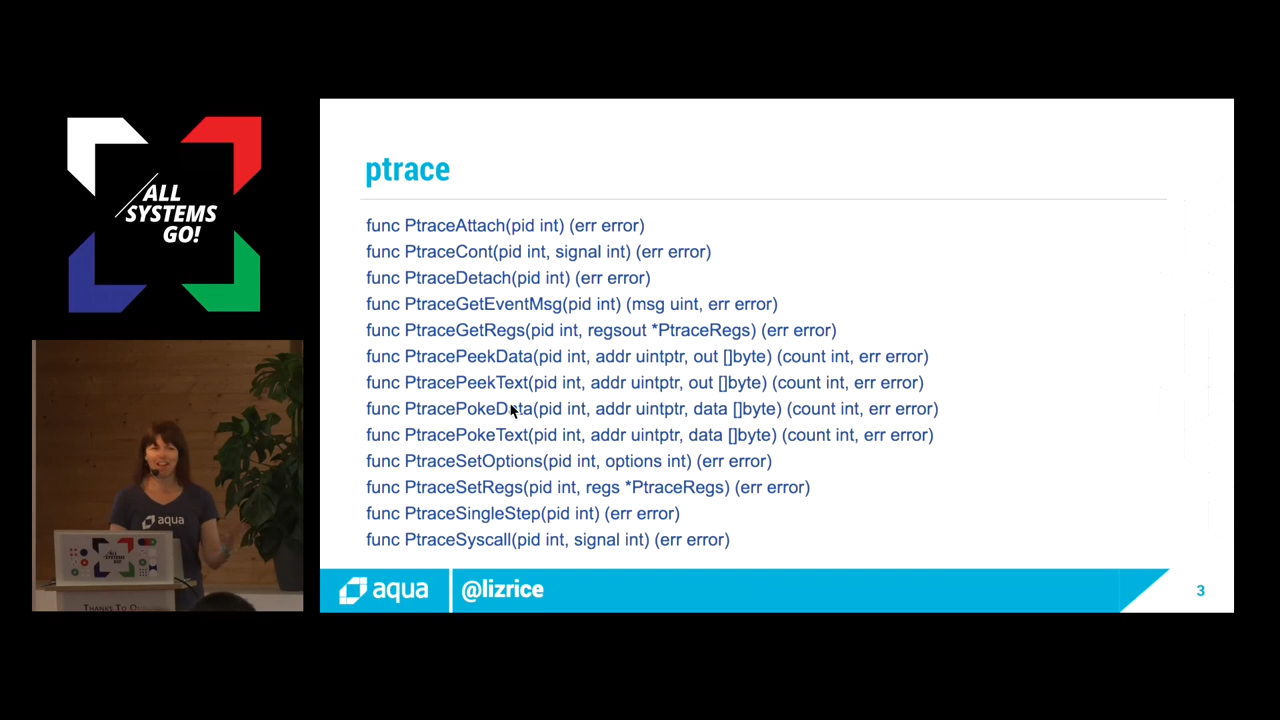 ALL
SYSTEMS
GO!
ptrace
func PtraceAttach(pid int) (err error)
func PtraceCont(pid int, signal int) (err error)
func PtraceDetach(pid int) (err error)
func PtraceGetEventMsg(pid int) (msg uint, err error)
func PtraceGetRegs(pid int, regsout *PtraceRegs) (err error)
func PtracePeekData(pid int, addr uintptr, out []byte) (count int, err error)
func PtracePeekText(pid int, addr uintptr, out []byte) (count int, err error)
func PtracePokeData(pid int, addr uintptr, data []byte) (count int, err error)
func PtracePokeText(pid int, addr uintptr, data []byte) (count int, err error)
func PtraceSetOptions(pid int, options int) (err error)
func PtraceSetRegs(pid int, regs *PtraceRegs) (err error)
func PtraceSingleStep(pid int) (err error)
func PtraceSyscall(pid int, signal int) (err error)
aqua
@lizrice
3
aqua
ALL
SYSTEMS
GO!
THANKS TO